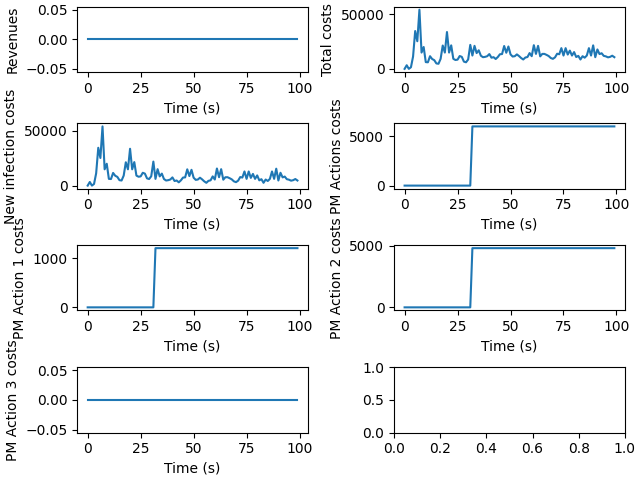 Revenues
0.05
0.00
−0.05
0 25 50 75 100
Time (s)
Total costs
50000
0
0 25 50 75 100
Time (s)
New infection costs
50000
0
0 25 50 75 100
Time (s)
PM Actions costs
5000
0
0 25 50 75 100
Time (s)
PM Action 1 costs
1000
0
0 25 50 75 100
Time (s)
PM Action 2 costs
5000
0
0 25 50 75 100
Time (s)
PM Action 3 costs
0.05
0.00
−0.05
0 25 50 75 100
Time (s)
1.0
0.5
0.0
0.0 0.2 0.4 0.6 0.8 1.0